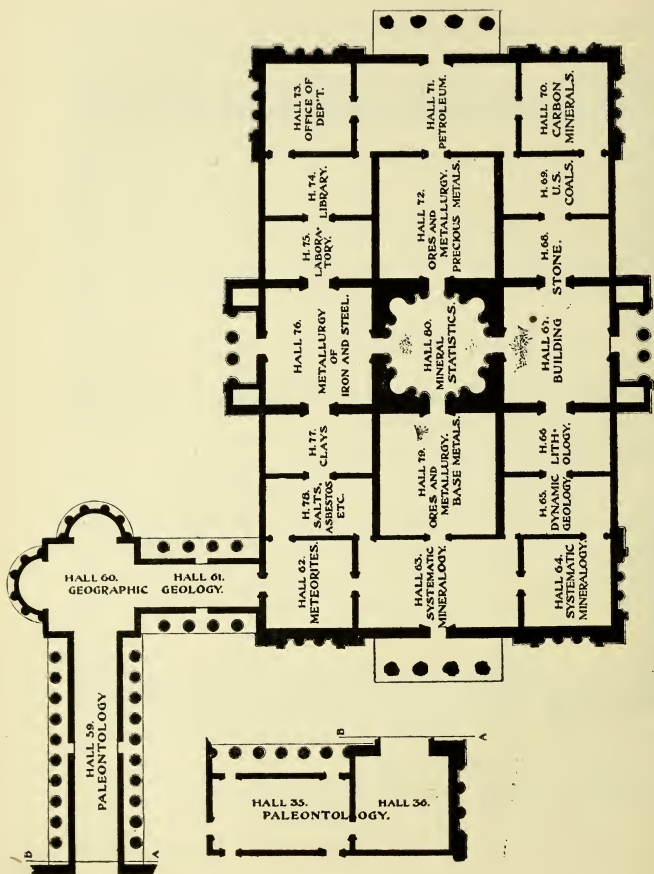 HALL 73.
OFFICE OF
DEP'T.
HALL 71.
PETROLEUM.
HALL 70.
CARBON
MINERALS.
H. 74.
LIBRARY.
HALL 72.
ORES AND
METALLURGY.
PRECIOUS METALS.
H. 69.
U.S.
COALS.
H. 75.
LABORA-
TORY.
H. 68.
STONE.
HALL 76.
METALLURGY
OF
IRON AND STEEL.
HALL 80.
MINERAL
STATISTICS.
HALL 67.
BUILDING
H. 77.
CLAYS
HALL 79.
ORES AND
METALLURGY.
BASE METALS.
H. 66
LITH-
OLOGY.
H. 78.
SALTS,
ASBESTOS
ETC.
H. 65.
DYNAMIC
GEOLOGY.
HALL 60.
HALL 61.
GEOGRAPHIC GEOLOGY.
HALL 62.
METEORITES.
HALL 63.
SYSTEMATIC
MINERALOGY.
HALL 64.
SYSTEMATIC
MINERALOGY.
HALL 59.
PALEONTOLOGY
B
A
B
A
HALL 35.
HALL 36.
PALEONTOLOGY.